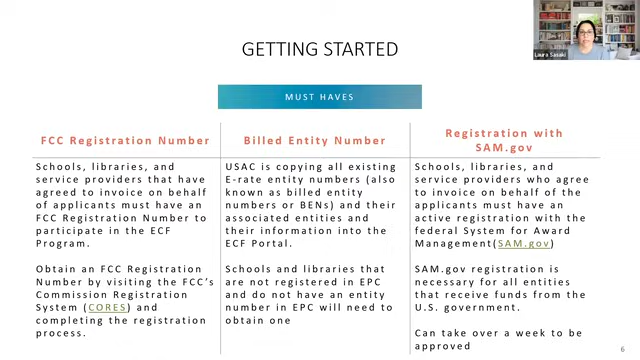 GETTING STARTED
Laura Sasaki
MUST HAVES
FCC Registration Number
Schools, libraries, and
service providers that have
agreed to invoice on behalf
of applicants must have an
FCC Registration Number to
participate in the ECF
Program.
Obtain an FCC Registration
Number by visiting the FCC's
Commission Registration
System (CORES) and
completing the registration
process.
Billed Entity Number
USAC is copying all existing
E-rate entity numbers (also
known as billed entity
numbers or BENs) and their
associated entities and
their information into the
ECF Portal.
Schools and libraries that
are not registered in EPC
and do not have an entity
number in EPC will need to
obtain one
Registration with
SAM.gov
Schools, libraries, and
service providers who agree
to invoice on behalf of the
applicants must have an
active registration with the
federal System for Award
Management(SAM.gov)
SAM.gov registration is
necessary for all entities
that receive funds from the
U.S. government.
Can take over a week to be
approved
6